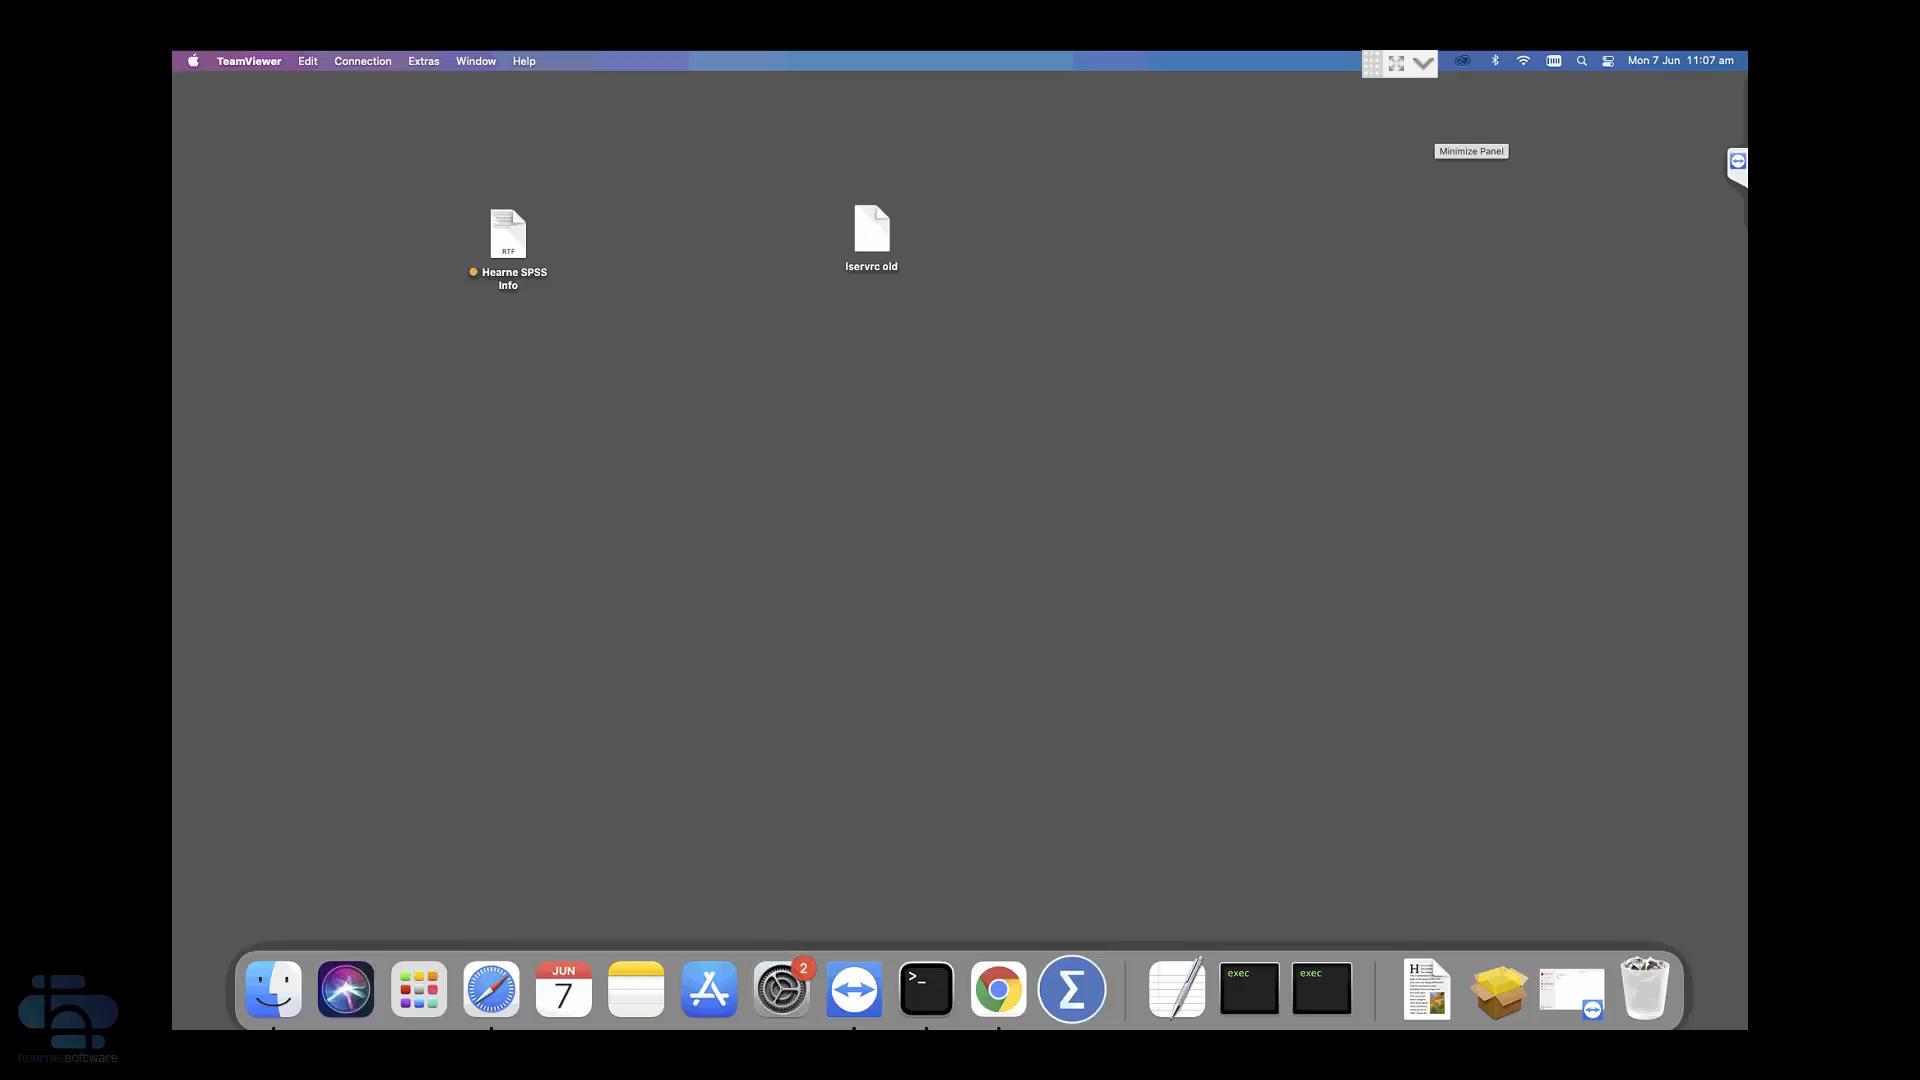 TeamViewer Edit Connection Extras Window Help
Mon 7 Jun 11:07 am
Minimize Panel
RTF
Hearne SPSS
Info
lservrc old
JUN
7
2
>_
Σ
exec
exec
hearne.software